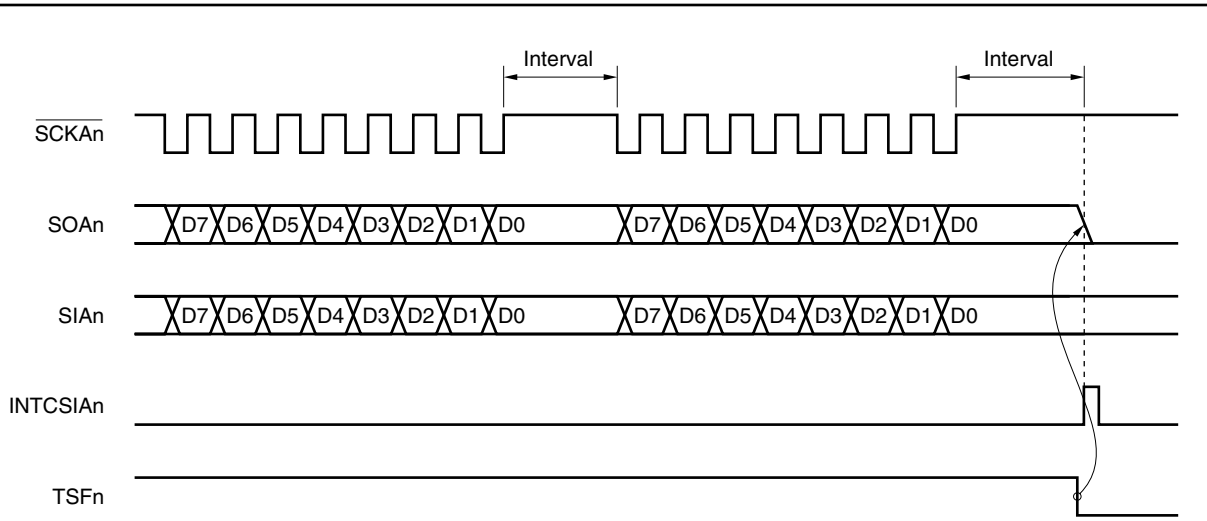 Interval Interval
SCKAn
SOAn D7 D6 D5 D4 D3 D2 D1 D0 D7 D6 D5 D4 D3 D2 D1 D0
SIAn D7 D6 D5 D4 D3 D2 D1 D0 D7 D6 D5 D4 D3 D2 D1 D0
INTCSIAn
TSFn